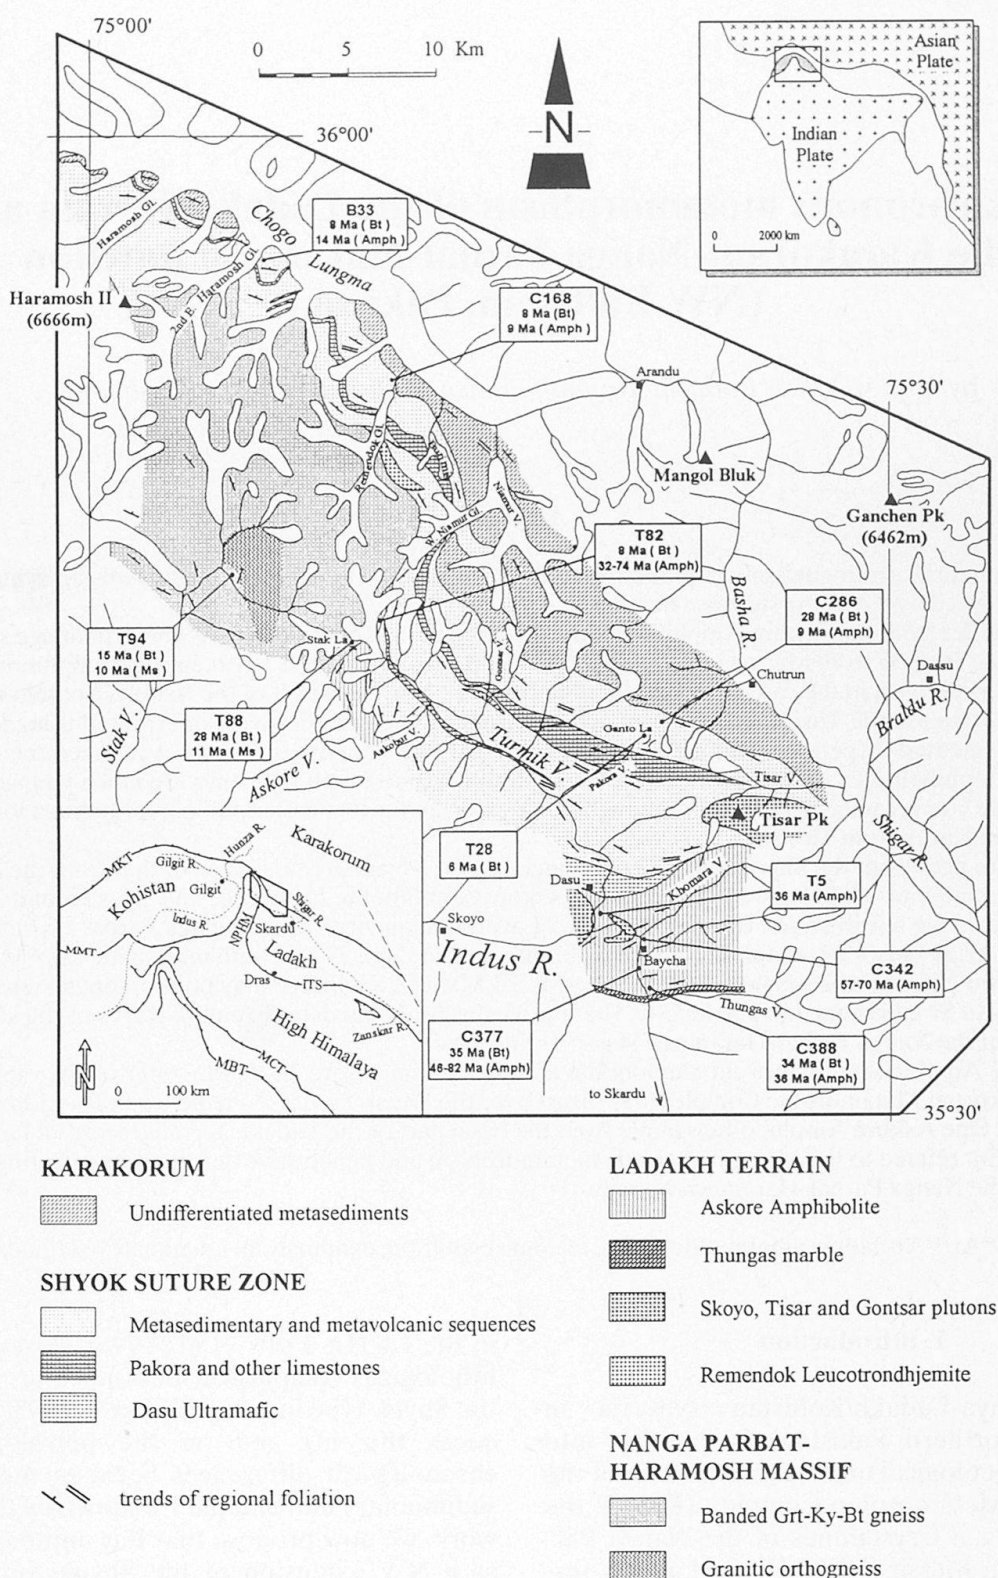 75°00'
0 5 10 Km
N
Asian
Plate
Indian
Plate
0 2000 km
36°00'
Haramosh Gl.
Chogo
Lungma
2nd E. Haramosh Gl.
B33
8 Ma ( Bt )
14 Ma ( Amph )
Haramosh II
(6666m)
C168
8 Ma (Bt)
9 Ma ( Amph )
Arandu
75°30'
Mangol Bluk
Ganchen Pk
(6462m)
Remendok Gl.
Niamur V.
W. Niamur Gl.
T82
8 Ma ( Bt )
32-74 Ma (Amph)
Basha R.
C286
28 Ma ( Bt )
9 Ma (Amph)
T94
15 Ma ( Bt )
10 Ma ( Ms )
Stak La
Chutrun
Dassu
Braldu R.
Stak V.
T88
28 Ma ( Bt )
11 Ma ( Ms )
Askore V.
Askobur V.
Turmik V.
Ganto La
Pakora V.
Tisar V.
Tisar Pk
Shigar R.
T28
6 Ma ( Bt )
Dasu
Khomara V.
T5
36 Ma (Amph)
Skoyo
Indus R.
Baycha
C342
57-70 Ma (Amph)
Thungas V.
C377
35 Ma (Bt)
46-82 Ma (Amph)
C388
34 Ma ( Bt )
36 Ma (Amph)
to Skardu
35°30'
MKT
Gilgit R.
Hunza R.
Karakorum
Kohistan
Gilgit
Indus R.
NPHM
Shigar R.
Skardu
Ladakh
MMT
Dras
ITS
Zanskar R.
High Himalaya
MCT
MBT
N
0 100 km
KARAKORUM
Undifferentiated metasediments
SHYOK SUTURE ZONE
Metasedimentary and metavolcanic sequences
Pakora and other limestones
Dasu Ultramafic
trends of regional foliation
LADAKH TERRAIN
Askore Amphibolite
Thungas marble
Skoyo, Tisar and Gontsar plutons
Remendok Leucotrondhjemite
NANGA PARBAT-
HARAMOSH MASSIF
Banded Grt-Ky-Bt gneiss
Granitic orthogneiss